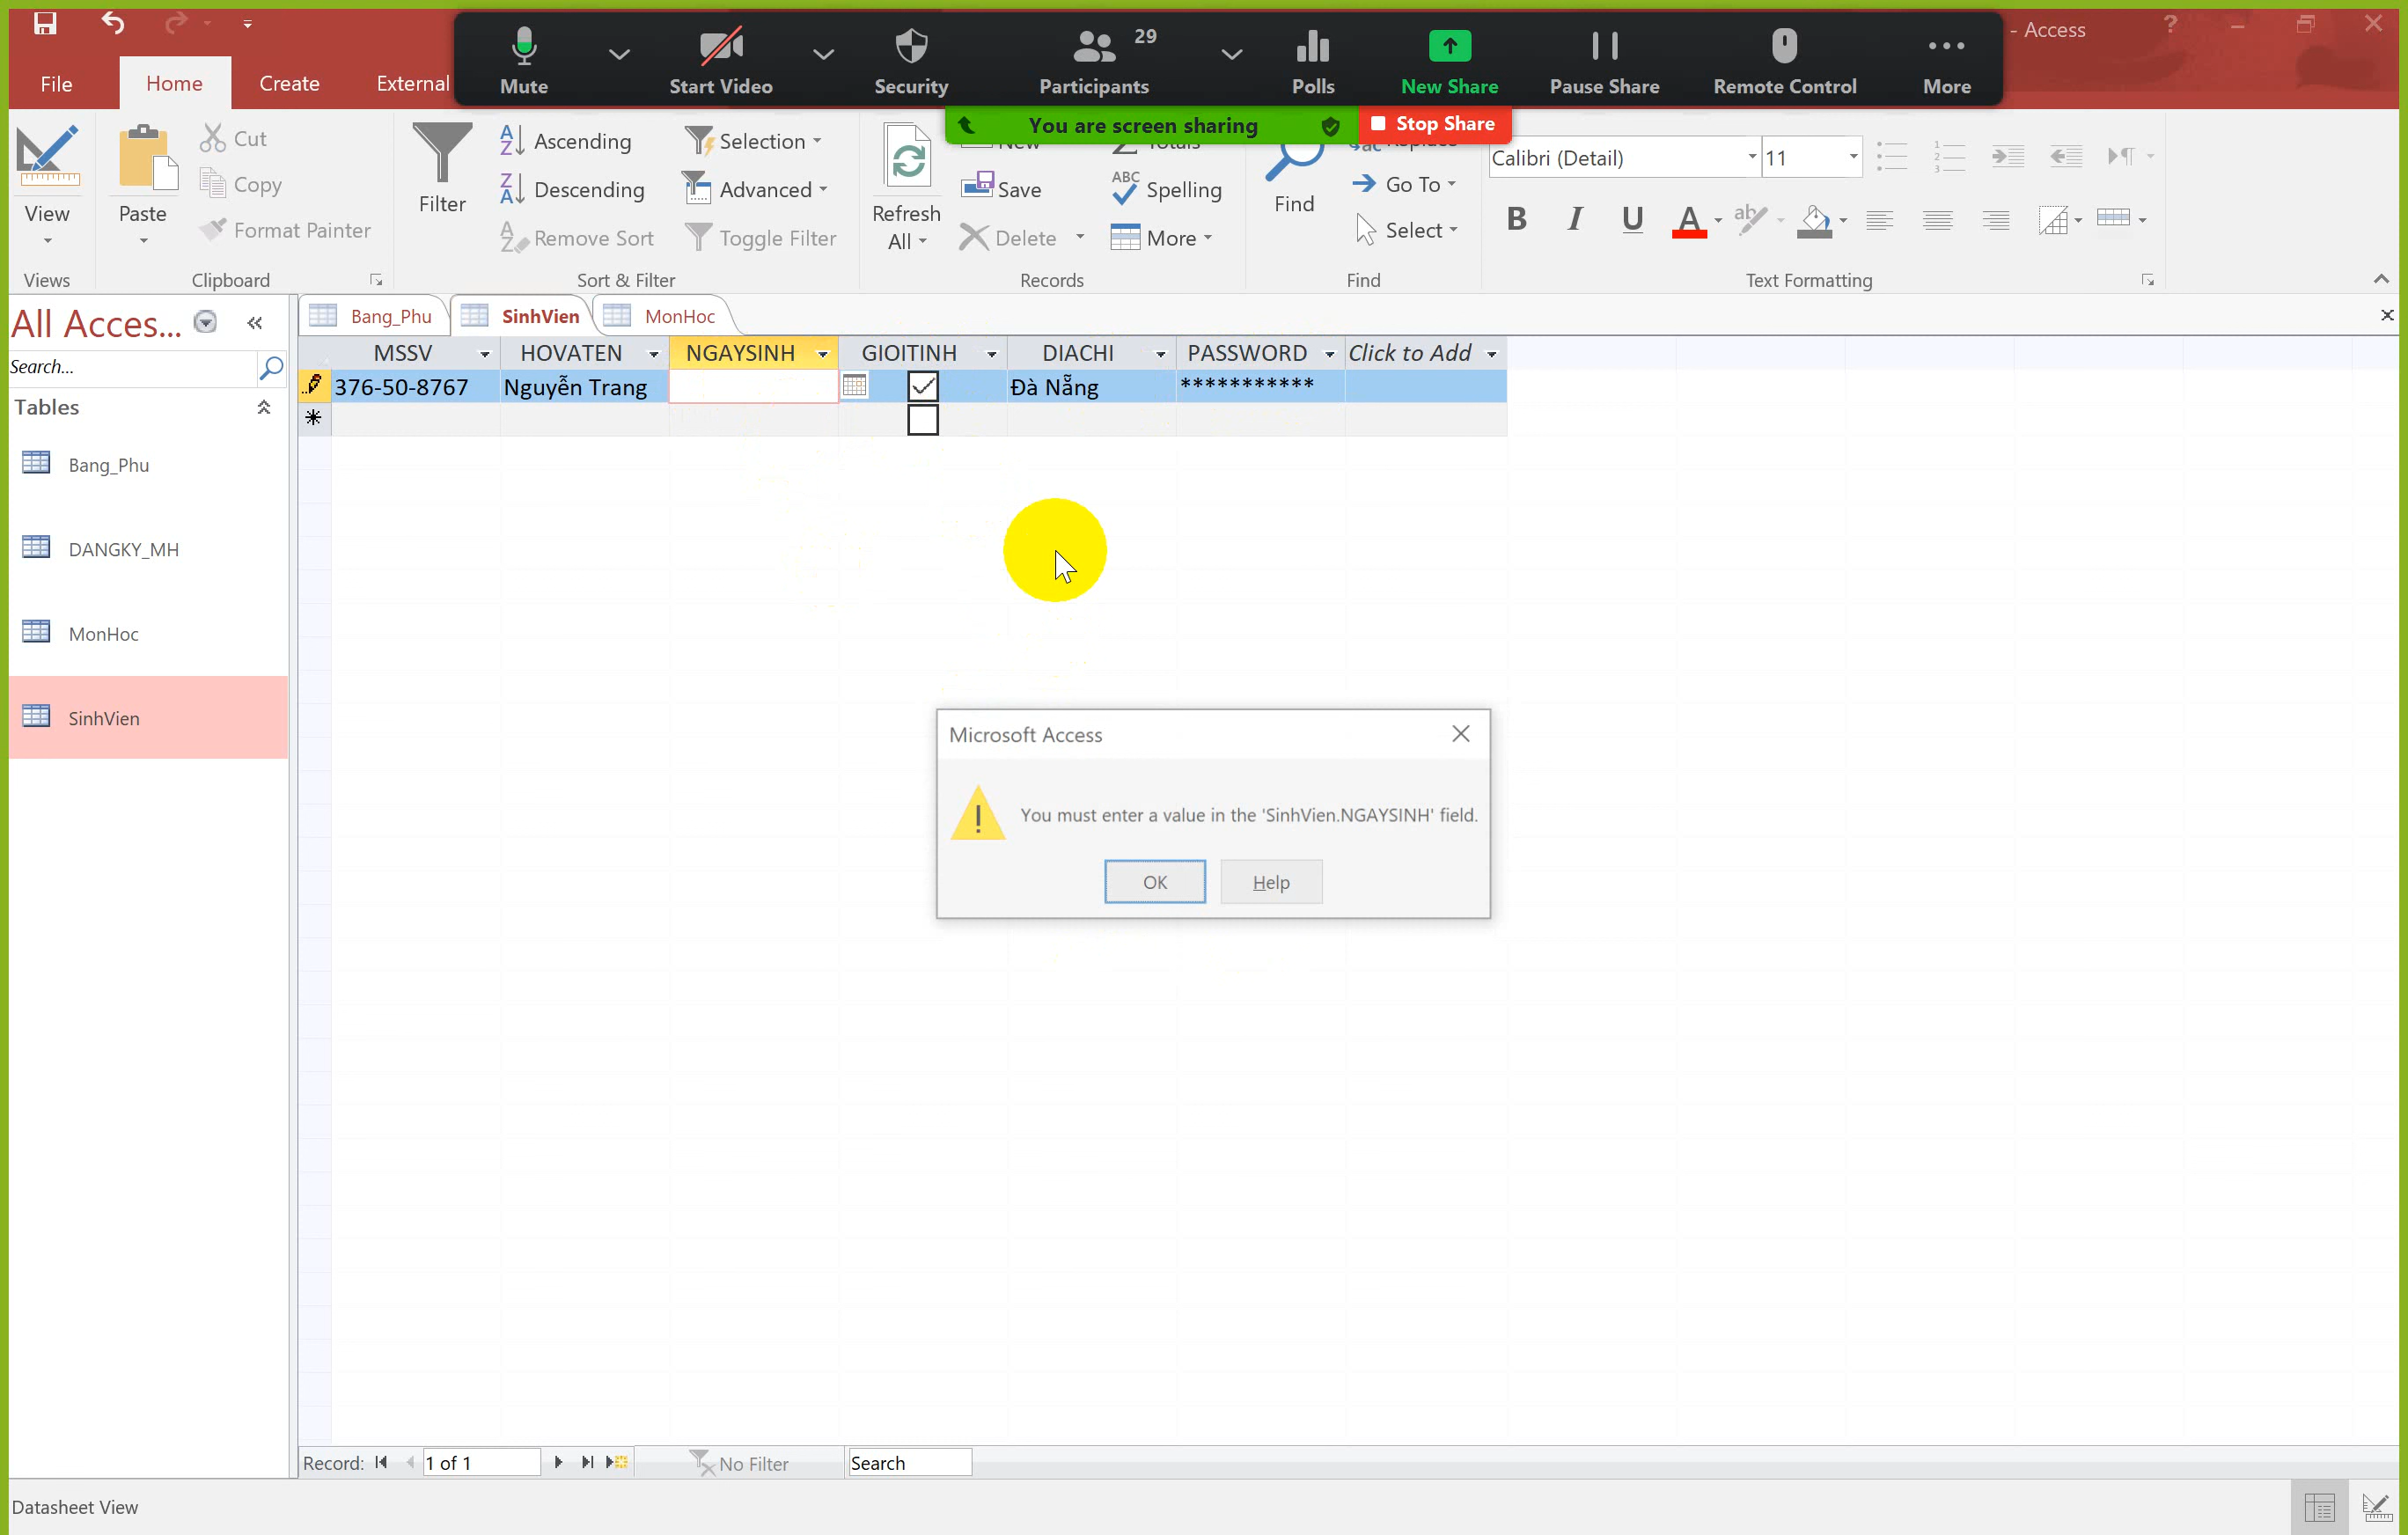 Mute
Start Video
Security
Participants 29
Polls
New Share
Pause Share
Remote Control
More
- Access
?
You are screen sharing
Stop Share
File
Home
Create
External
View
Views
Paste
Cut
Copy
Format Painter
Clipboard
Filter
Ascending
Descending
Remove Sort
Selection
Advanced
Toggle Filter
Sort & Filter
Refresh
All
New
Save
Delete
Totals
Spelling
More
Records
Find
Replace
Go To
Select
Find
Calibri (Detail)
11
B I U A
Text Formatting
All Acces...
Search...
Tables
Bang_Phu
DANGKY_MH
MonHoc
SinhVien
Bang_Phu SinhVien MonHoc
MSSV HOVATEN NGAYSINH GIOITINH DIACHI PASSWORD Click to Add
376-50-8767 Nguyễn Trang Đà Nẵng ***********
Microsoft Access
You must enter a value in the 'SinhVien.NGAYSINH' field.
OK Help
Record: 1 of 1 No Filter Search
Datasheet View